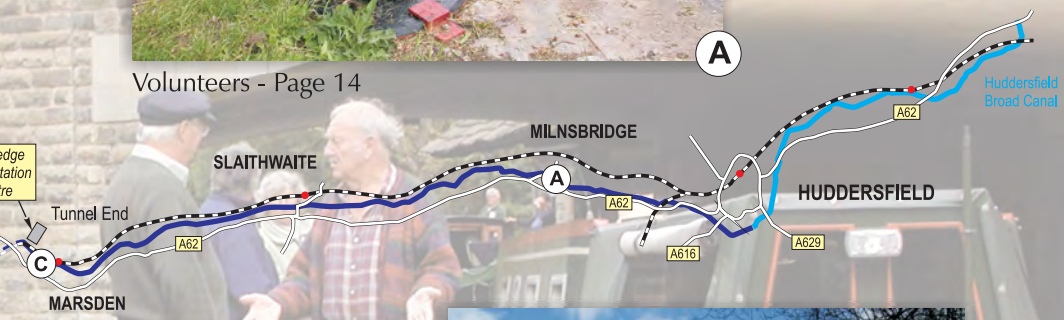 A
Volunteers - Page 14
Huddersfield
Broad Canal
A62
MILNSBRIDGE
SLAITHWAITE
A
HUDDERSFIELD
A62
Tunnel End
A62
A616
A629
C
MARSDEN